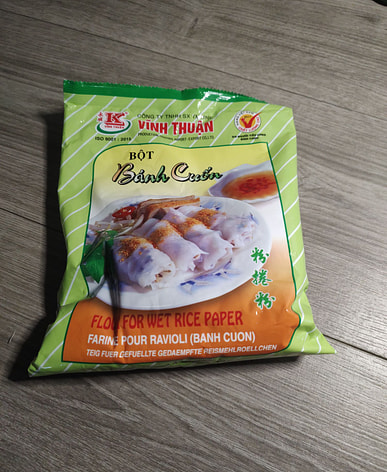 K
ISO 9001 : 2015
CÔNG TY TNHH SX
VĨNH THUẬN
BỘT
Bánh Cuốn
粉
捲
粉
FLOUR FOR WET RICE PAPER
FARINE POUR RAVIOLI (BANH CUON)
TEIG FUER GEFUELLTE GEDAEMPFTE REISMEHLROELLCHEN